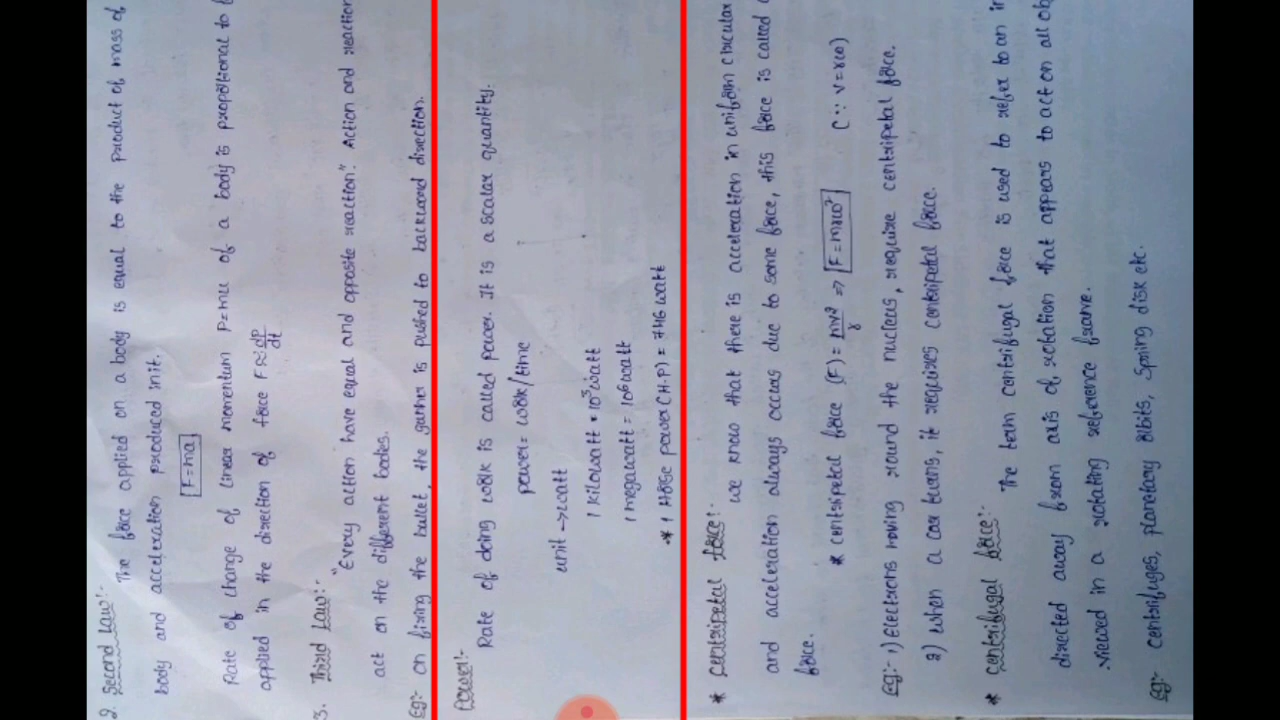 2. Second Law:-
The force applied on a body is equal to the product of mass of
body and acceleration produced in it.
F=ma
Rate of change of linear momentum P=mu of a body is propotional to
applied in the direction of force F∝dp/dt
3. Third Law:-
"Every action have equal and opposite reaction". Action and reaction
act on the different bodies.
Eg:- on firing the bullet, the gunner is pushed to backward direction.
Power:-
Rate of doing work is called power. It is a scalar quantity.
power= work/time
unit → watt
1 kilowatt = 10³watt
1 megawatt = 10⁶watt
* 1 Horse power (H.P) = 746 watt
* centripetal force:-
we know that there is acceleration in uniform circular
and acceleration always occurs due to some force, this force is called
force.
* centripetal force (F) = mv²/r ⇒ F=mrω² (∵ v=rω)
Eg:- 1) Electrons moving round the nucleus, require centripetal force.
2) when a car turns, it requires centripetal force.
* centrifugal force:-
The term centrifugal force is used to refer to an
directed away from axis of rotation that appears to act on all
viewed in a rotating reference frame.
Eg:- centrifuges, planetary orbits, Spring disk etc.